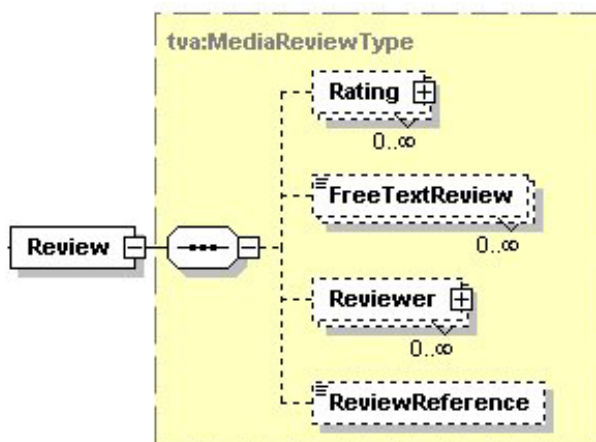 tva:MediaReviewType
Rating
0..∞
FreeTextReview
0..∞
Review
Reviewer
0..∞
ReviewReference